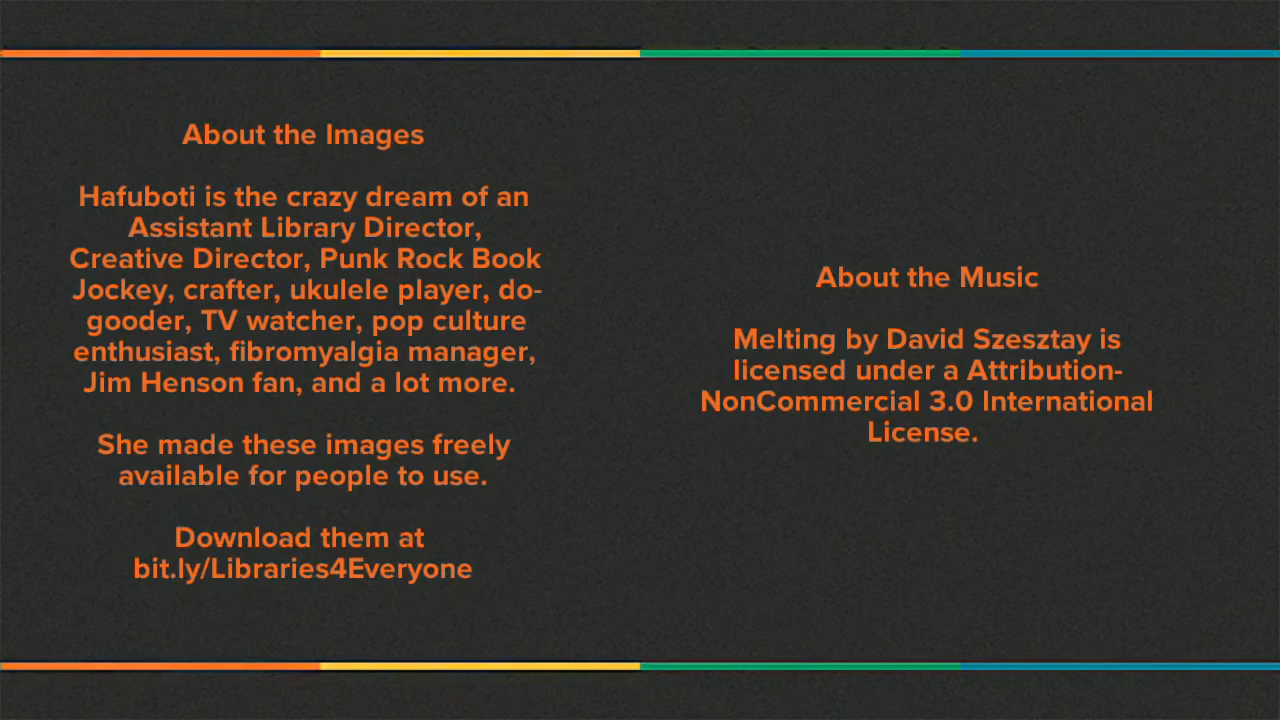 About the Images
Hafuboti is the crazy dream of an
Assistant Library Director,
Creative Director, Punk Rock Book
Jockey, crafter, ukulele player, do-
gooder, TV watcher, pop culture
enthusiast, fibromyalgia manager,
Jim Henson fan, and a lot more.
She made these images freely
available for people to use.
Download them at
bit.ly/Libraries4Everyone
About the Music
Melting by David Szesztay is
licensed under a Attribution-
NonCommercial 3.0 International
License.